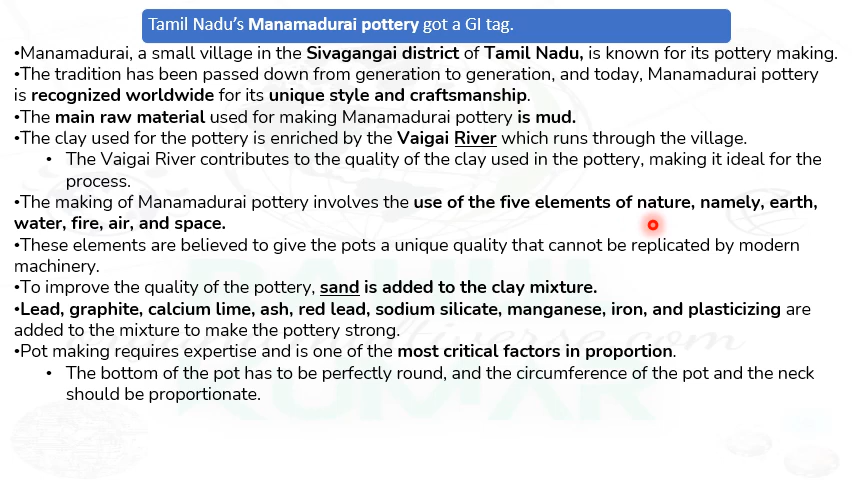 Tamil Nadu's Manamadurai pottery got a GI tag.
•Manamadurai, a small village in the Sivagangai district of Tamil Nadu, is known for its pottery making.
•The tradition has been passed down from generation to generation, and today, Manamadurai pottery
is recognized worldwide for its unique style and craftsmanship.
•The main raw material used for making Manamadurai pottery is mud.
•The clay used for the pottery is enriched by the Vaigai River which runs through the village.
• The Vaigai River contributes to the quality of the clay used in the pottery, making it ideal for the
process.
•The making of Manamadurai pottery involves the use of the five elements of nature, namely, earth,
water, fire, air, and space.
•These elements are believed to give the pots a unique quality that cannot be replicated by modern
machinery.
•To improve the quality of the pottery, sand is added to the clay mixture.
•Lead, graphite, calcium lime, ash, red lead, sodium silicate, manganese, iron, and plasticizing are
added to the mixture to make the pottery strong.
•Pot making requires expertise and is one of the most critical factors in proportion.
• The bottom of the pot has to be perfectly round, and the circumference of the pot and the neck
should be proportionate.